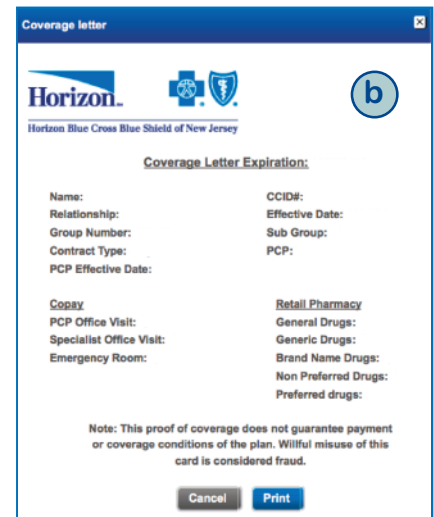 Coverage letter
Horizon
b
Horizon Blue Cross Blue Shield of New Jersey
Coverage Letter Expiration:
Name: CCID#:
Relationship: Effective Date:
Group Number: Sub Group:
Contract Type: PCP:
PCP Effective Date:
Copay Retail Pharmacy
PCP Office Visit: General Drugs:
Specialist Office Visit: Generic Drugs:
Emergency Room: Brand Name Drugs:
Non Preferred Drugs:
Preferred drugs:
Note: This proof of coverage does not guarantee payment
or coverage conditions of the plan. Willful misuse of this
card is considered fraud.
Cancel Print